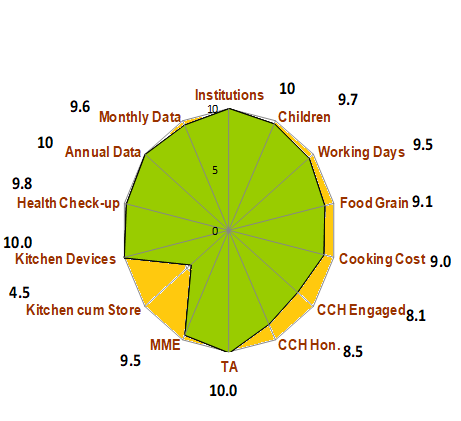 10
9.6
9.7
Institutions
10
Monthly Data
Children
10
Annual Data
Working Days
9.5
5
9.8
Health Check-up
Food Grain
9.1
0
10.0
Kitchen Devices
Cooking Cost
9.0
4.5
Kitchen cum Store
CCH Engaged
8.1
9.5
MME
CCH Hon.
8.5
TA
10.0